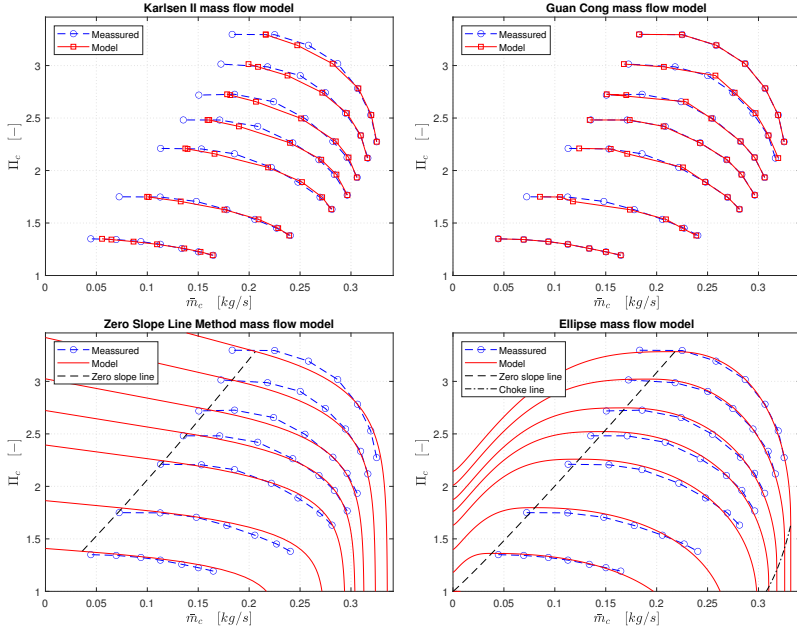 Karlsen II mass flow model
Meassured
Model
3
2.5
2
1.5
1
Π_c [-]
0 0.05 0.1 0.15 0.2 0.25 0.3
m̄_c [kg/s]
Guan Cong mass flow model
Meassured
Model
3
2.5
2
1.5
1
Π_c [-]
0 0.05 0.1 0.15 0.2 0.25 0.3
m̄_c [kg/s]
Zero Slope Line Method mass flow model
Meassured
Model
Zero slope line
3
2.5
2
1.5
1
Π_c [-]
0 0.05 0.1 0.15 0.2 0.25 0.3
m̄_c [kg/s]
Ellipse mass flow model
Meassured
Model
Zero slope line
Choke line
3
2.5
2
1.5
1
Π_c [-]
0 0.05 0.1 0.15 0.2 0.25 0.3
m̄_c [kg/s]